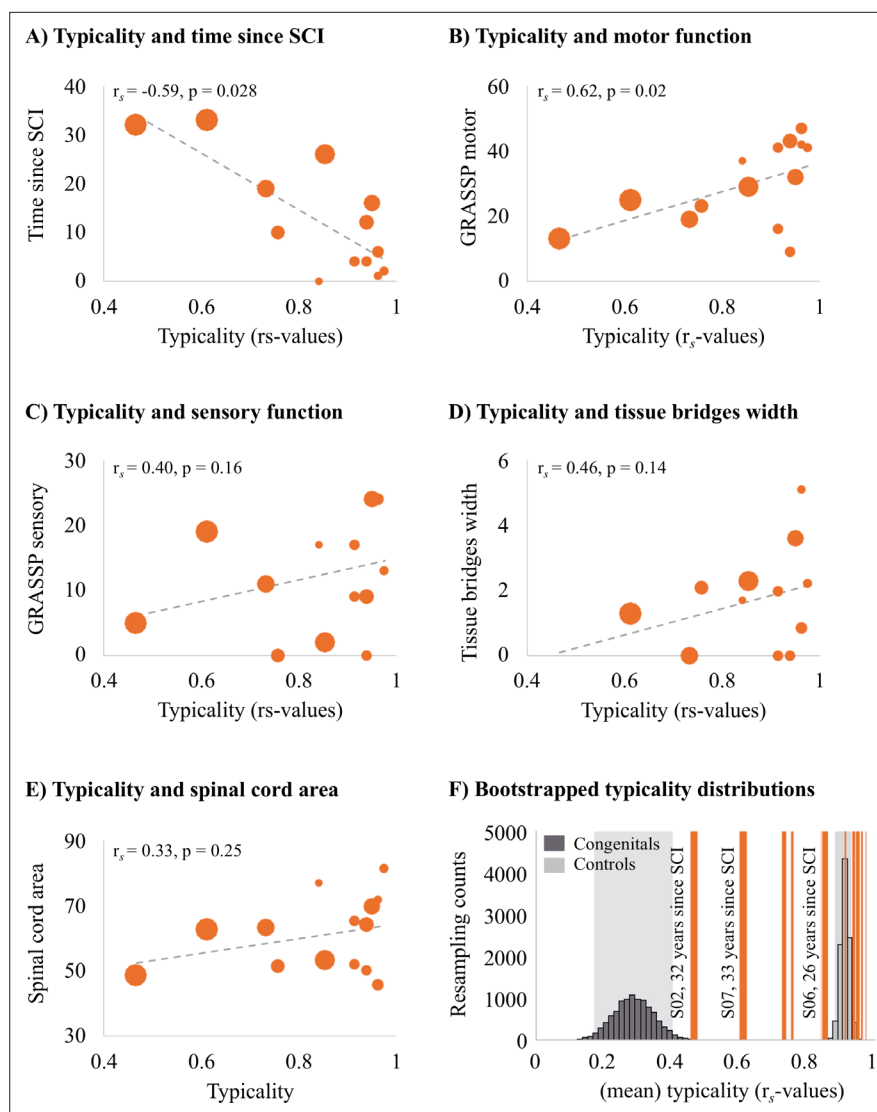 A) Typicality and time since SCI
r_s = -0.59, p = 0.028
Time since SCI
40
30
20
10
0
0.4 0.6 0.8 1
Typicality (rs-values)
B) Typicality and motor function
r_s = 0.62, p = 0.02
GRASSP motor
60
40
20
0
0.4 0.6 0.8 1
Typicality (r_s-values)
C) Typicality and sensory function
r_s = 0.40, p = 0.16
GRASSP sensory
30
20
10
0
0.4 0.6 0.8 1
Typicality (rs-values)
D) Typicality and tissue bridges width
r_s = 0.46, p = 0.14
Tissue bridges width
6
4
2
0
0.4 0.6 0.8 1
Typicality (rs-values)
E) Typicality and spinal cord area
r_s = 0.33, p = 0.25
Spinal cord area
90
70
50
30
0.4 0.6 0.8 1
Typicality
F) Bootstrapped typicality distributions
Congenitals
Controls
S02, 32 years since SCI
S07, 33 years since SCI
S06, 26 years since SCI
Resampling counts
5000
4000
3000
2000
1000
0
0 0.2 0.4 0.6 0.8 1
(mean) typicality (r_s-values)